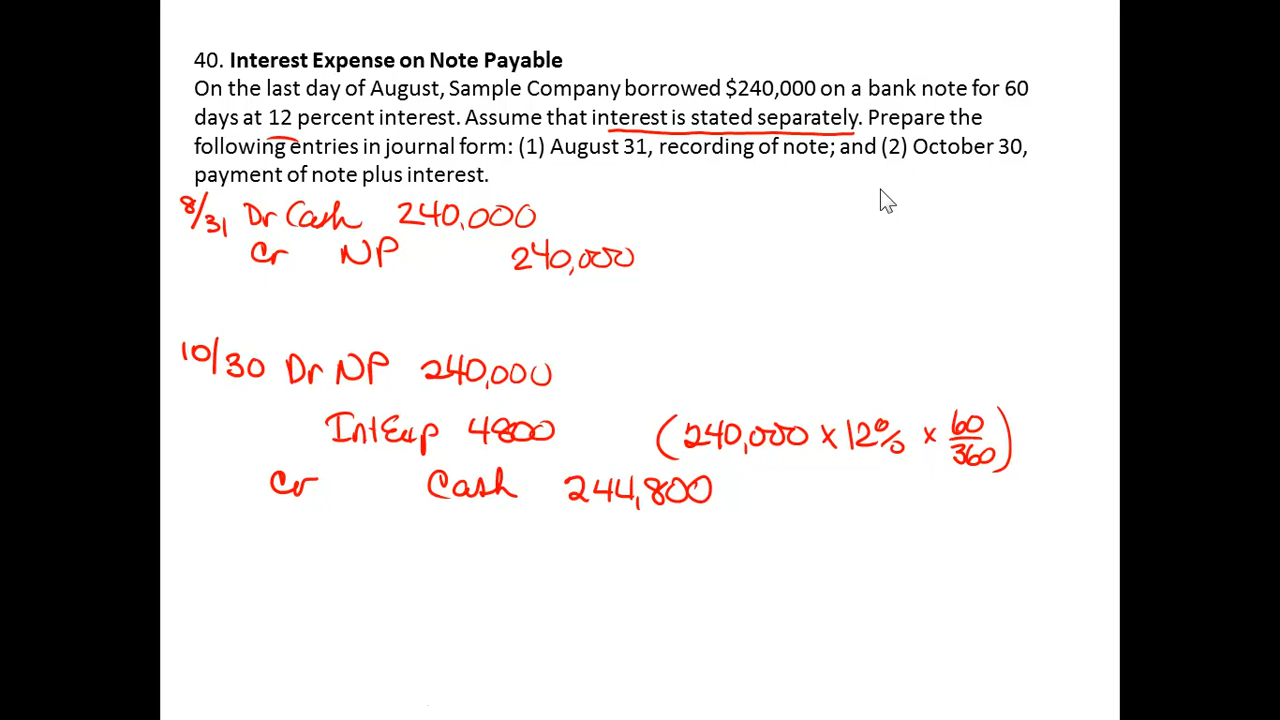 40. Interest Expense on Note Payable
On the last day of August, Sample Company borrowed $240,000 on a bank note for 60
days at 12 percent interest. Assume that interest is stated separately. Prepare the
following entries in journal form: (1) August 31, recording of note; and (2) October 30,
payment of note plus interest.
8/31 Dr Cash 240,000
Cr NP 240,000
10/30 Dr NP 240,000
Int Exp 4800 (240,000 x 12% x 60/360)
Cr Cash 244,800